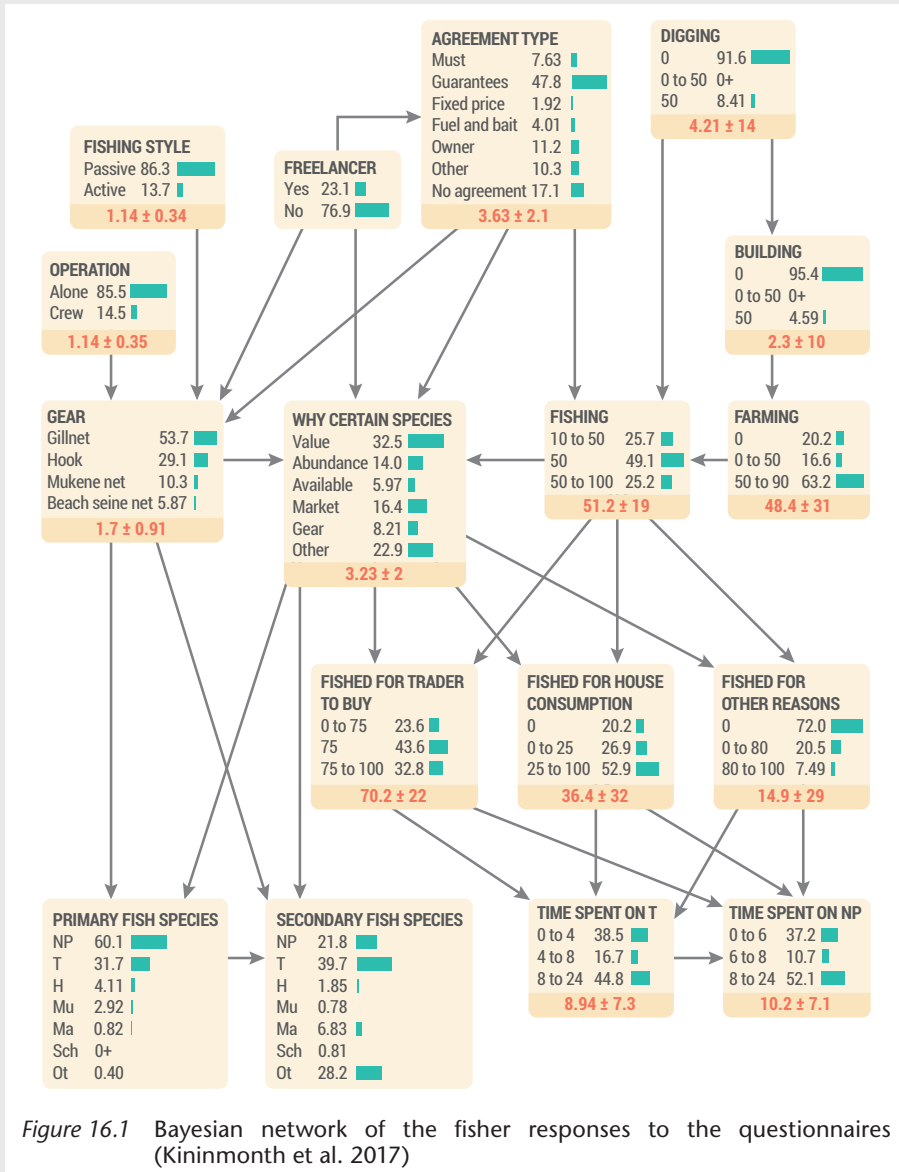 AGREEMENT TYPE
Must 7.63
Guarantees 47.8
Fixed price 1.92
Fuel and bait 4.01
Owner 11.2
Other 10.3
No agreement 17.1
3.63 ± 2.1
DIGGING
0 91.6
0 to 50 0+
50 8.41
4.21 ± 14
FISHING STYLE
Passive 86.3
Active 13.7
1.14 ± 0.34
FREELANCER
Yes 23.1
No 76.9
OPERATION
Alone 85.5
Crew 14.5
1.14 ± 0.35
BUILDING
0 95.4
0 to 50 0+
50 4.59
2.3 ± 10
GEAR
Gillnet 53.7
Hook 29.1
Mukene net 10.3
Beach seine net 5.87
1.7 ± 0.91
WHY CERTAIN SPECIES
Value 32.5
Abundance 14.0
Available 5.97
Market 16.4
Gear 8.21
Other 22.9
3.23 ± 2
FISHING
10 to 50 25.7
50 49.1
50 to 100 25.2
51.2 ± 19
FARMING
0 20.2
0 to 50 16.6
50 to 90 63.2
48.4 ± 31
FISHED FOR TRADER
TO BUY
0 to 75 23.6
75 43.6
75 to 100 32.8
70.2 ± 22
FISHED FOR HOUSE
CONSUMPTION
0 20.2
0 to 25 26.9
25 to 100 52.9
36.4 ± 32
FISHED FOR
OTHER REASONS
0 72.0
0 to 80 20.5
80 to 100 7.49
14.9 ± 29
PRIMARY FISH SPECIES
NP 60.1
T 31.7
H 4.11
Mu 2.92
Ma 0.82
Sch 0+
Ot 0.40
SECONDARY FISH SPECIES
NP 21.8
T 39.7
H 1.85
Mu 0.78
Ma 6.83
Sch 0.81
Ot 28.2
TIME SPENT ON T
0 to 4 38.5
4 to 8 16.7
8 to 24 44.8
8.94 ± 7.3
TIME SPENT ON NP
0 to 6 37.2
6 to 8 10.7
8 to 24 52.1
10.2 ± 7.1
Figure 16.1 Bayesian network of the fisher responses to the questionnaires
(Kininmonth et al. 2017)